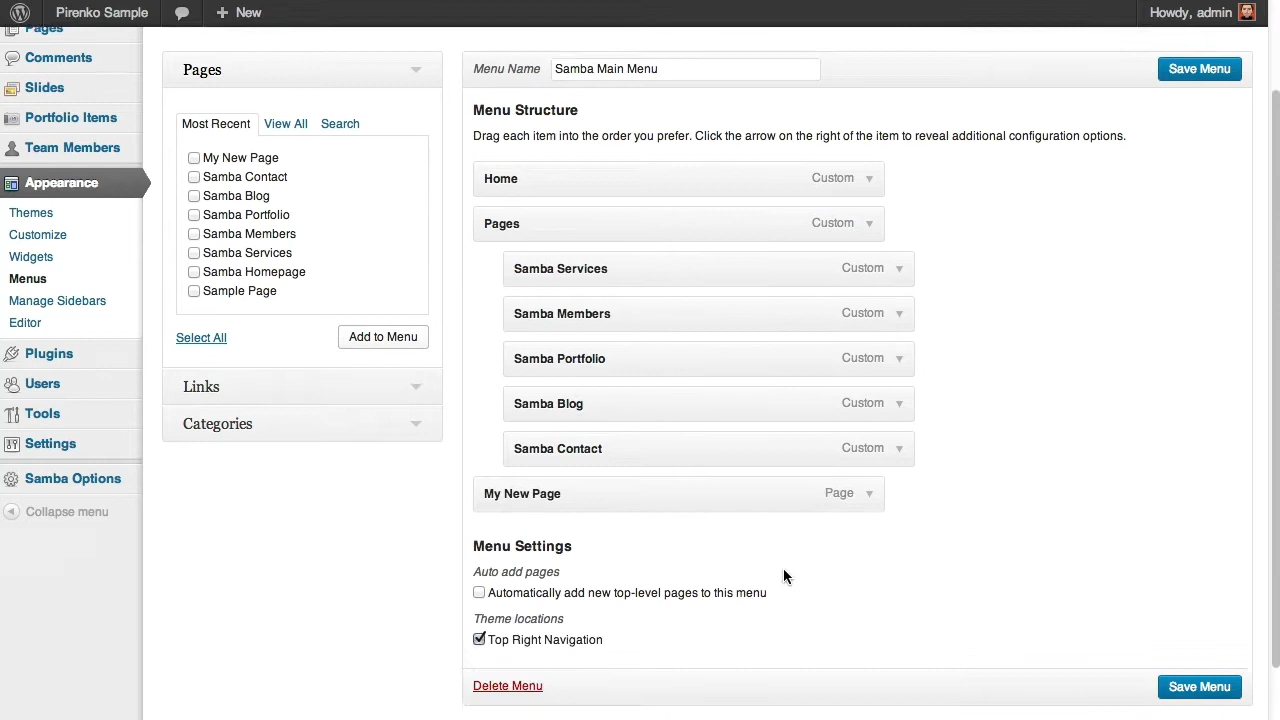 Pirenko Sample
New
Howdy, admin
Pages
Comments
Slides
Portfolio Items
Team Members
Appearance
Themes
Customize
Widgets
Menus
Manage Sidebars
Editor
Plugins
Users
Tools
Settings
Samba Options
Collapse menu
Pages
Most Recent View All Search
My New Page
Samba Contact
Samba Blog
Samba Portfolio
Samba Members
Samba Services
Samba Homepage
Sample Page
Select All Add to Menu
Links
Categories
Menu Name Samba Main Menu Save Menu
Menu Structure
Drag each item into the order you prefer. Click the arrow on the right of the item to reveal additional configuration options.
Home Custom
Pages Custom
Samba Services Custom
Samba Members Custom
Samba Portfolio Custom
Samba Blog Custom
Samba Contact Custom
My New Page Page
Menu Settings
Auto add pages
Automatically add new top-level pages to this menu
Theme locations
Top Right Navigation
Delete Menu Save Menu